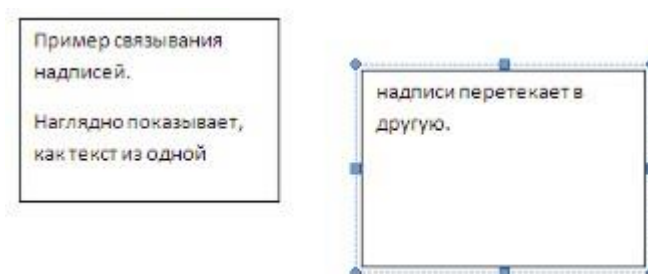 Пример связывания
надписей.
Наглядно показывает,
как текст из одной
надписи перетекает в
другую.